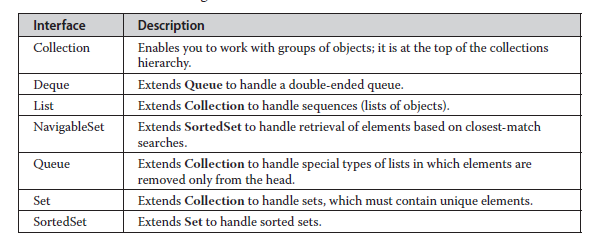 Interface Description
Collection Enables you to work with groups of objects; it is at the top of the collections
hierarchy.
Deque Extends Queue to handle a double-ended queue.
List Extends Collection to handle sequences (lists of objects).
NavigableSet Extends SortedSet to handle retrieval of elements based on closest-match
searches.
Queue Extends Collection to handle special types of lists in which elements are
removed only from the head.
Set Extends Collection to handle sets, which must contain unique elements.
SortedSet Extends Set to handle sorted sets.